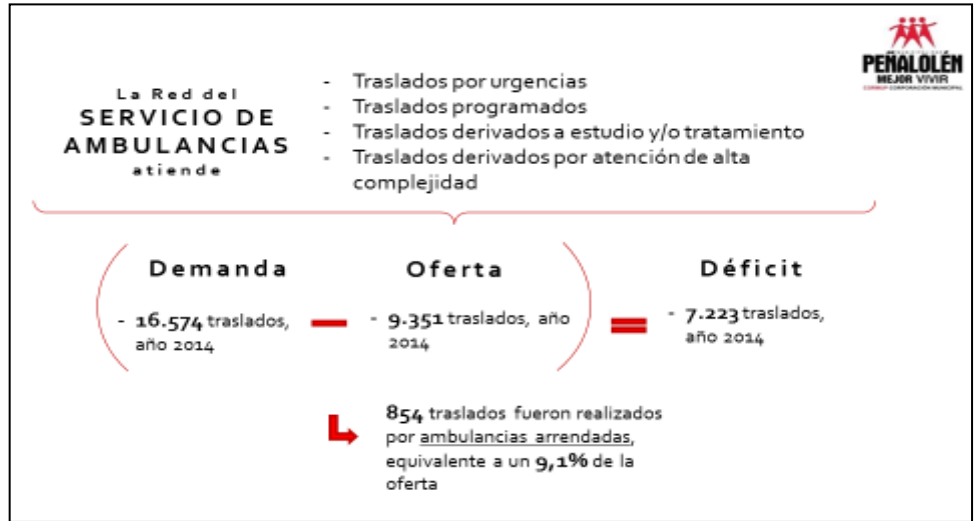 PEÑALOLÉN
MEJOR VIVIR
CORPORACIÓN MUNICIPAL
La Red del
SERVICIO DE
AMBULANCIAS
atiende
- Traslados por urgencias
- Traslados programados
- Traslados derivados a estudio y/o tratamiento
- Traslados derivados por atención de alta
complejidad
Demanda
- 16.574 traslados,
año 2014
Oferta
- 9.351 traslados, año
2014
Déficit
- 7.223 traslados,
año 2014
854 traslados fueron realizados
por ambulancias arrendadas,
equivalente a un 9,1% de la
oferta